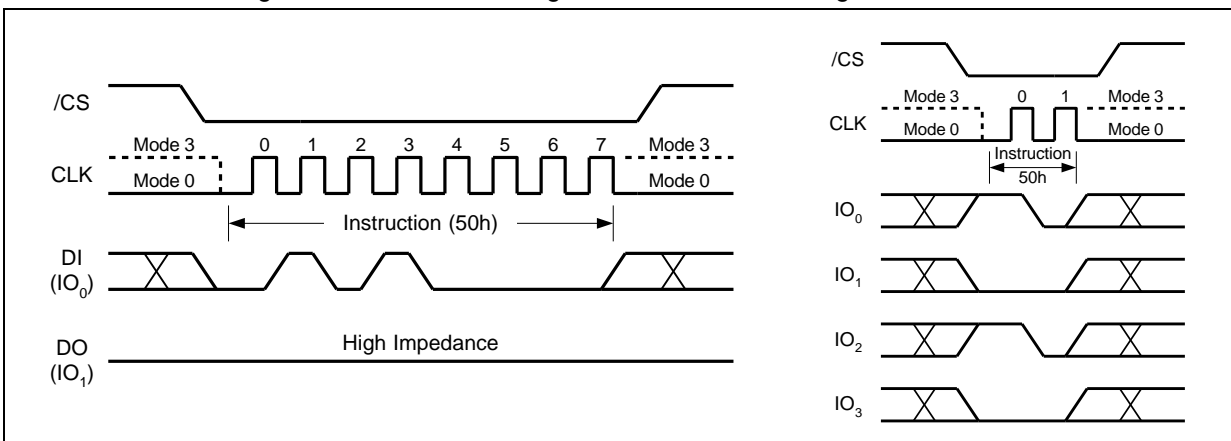 /CS
Mode 3 0 1 2 3 4 5 6 7 Mode 3
CLK
Mode 0 Mode 0
Instruction (50h)
DI
(IO0)
High Impedance
DO
(IO1)
/CS
Mode 3 0 1 Mode 3
CLK
Mode 0 Mode 0
Instruction
50h
IO0
IO1
IO2
IO3